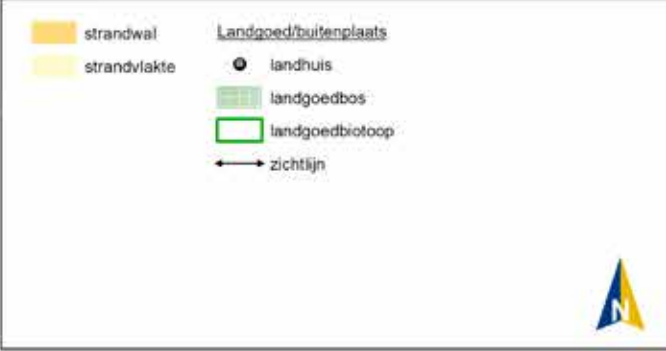 strandwal
strandvlakte
Landgoed/buitenplaats
landhuis
landgoedbos
landgoedbiotoop
zichtlijn
N